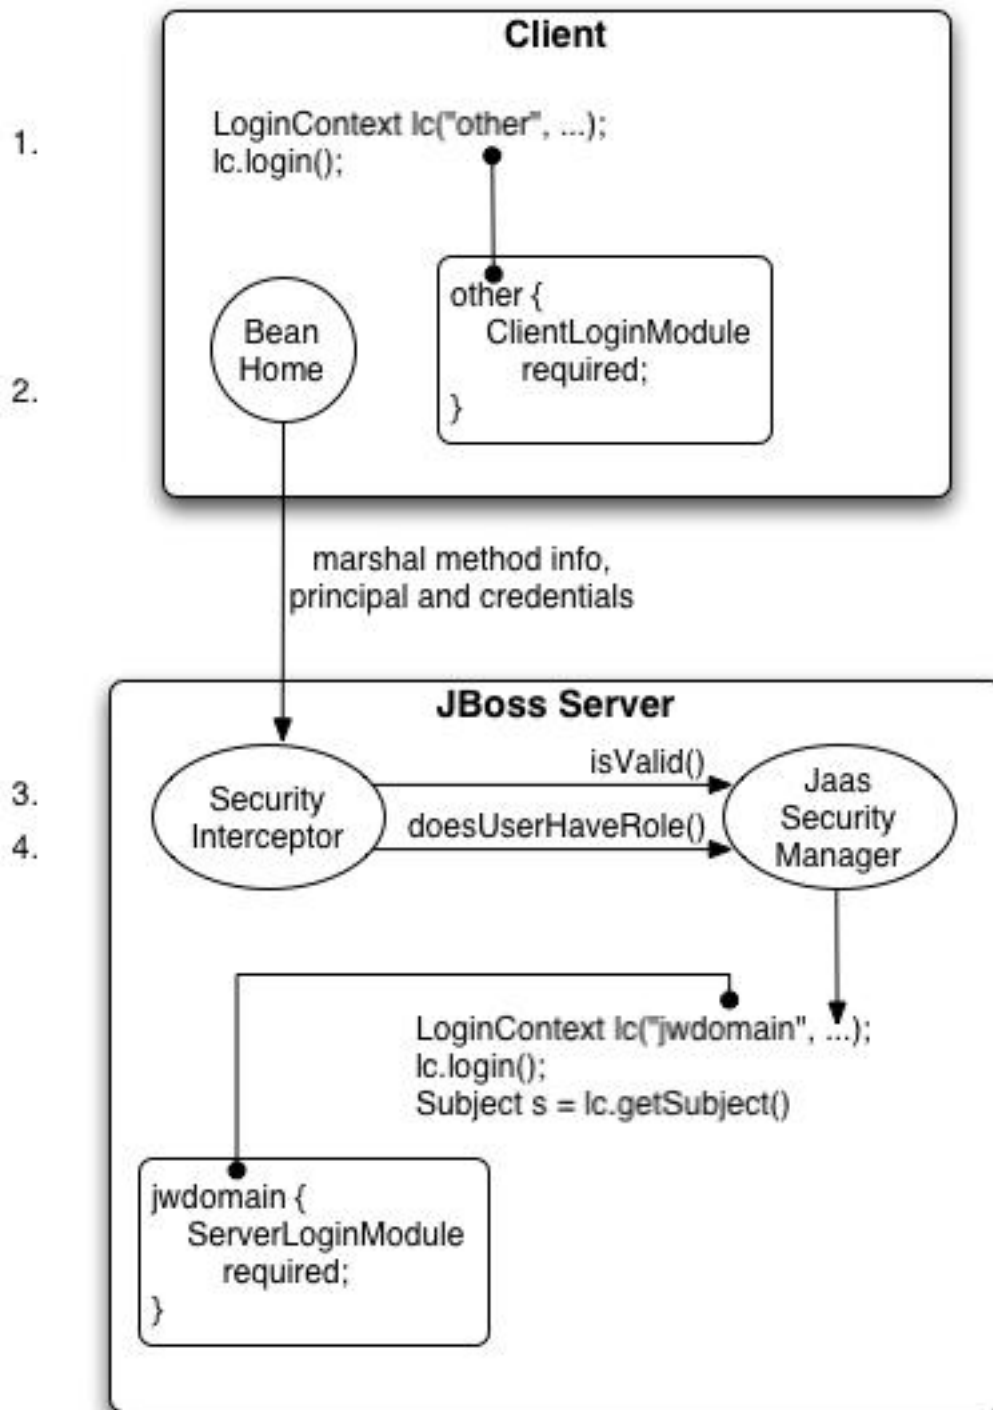 Client
1.
LoginContext lc("other", ...);
lc.login();
other {
ClientLoginModule
required;
}
Bean
Home
2.
marshal method info,
principal and credentials
JBoss Server
3.
4.
Security
Interceptor
isValid()
doesUserHaveRole()
Jaas
Security
Manager
LoginContext lc("jwdomain", ...);
lc.login();
Subject s = lc.getSubject()
jwdomain {
ServerLoginModule
required;
}